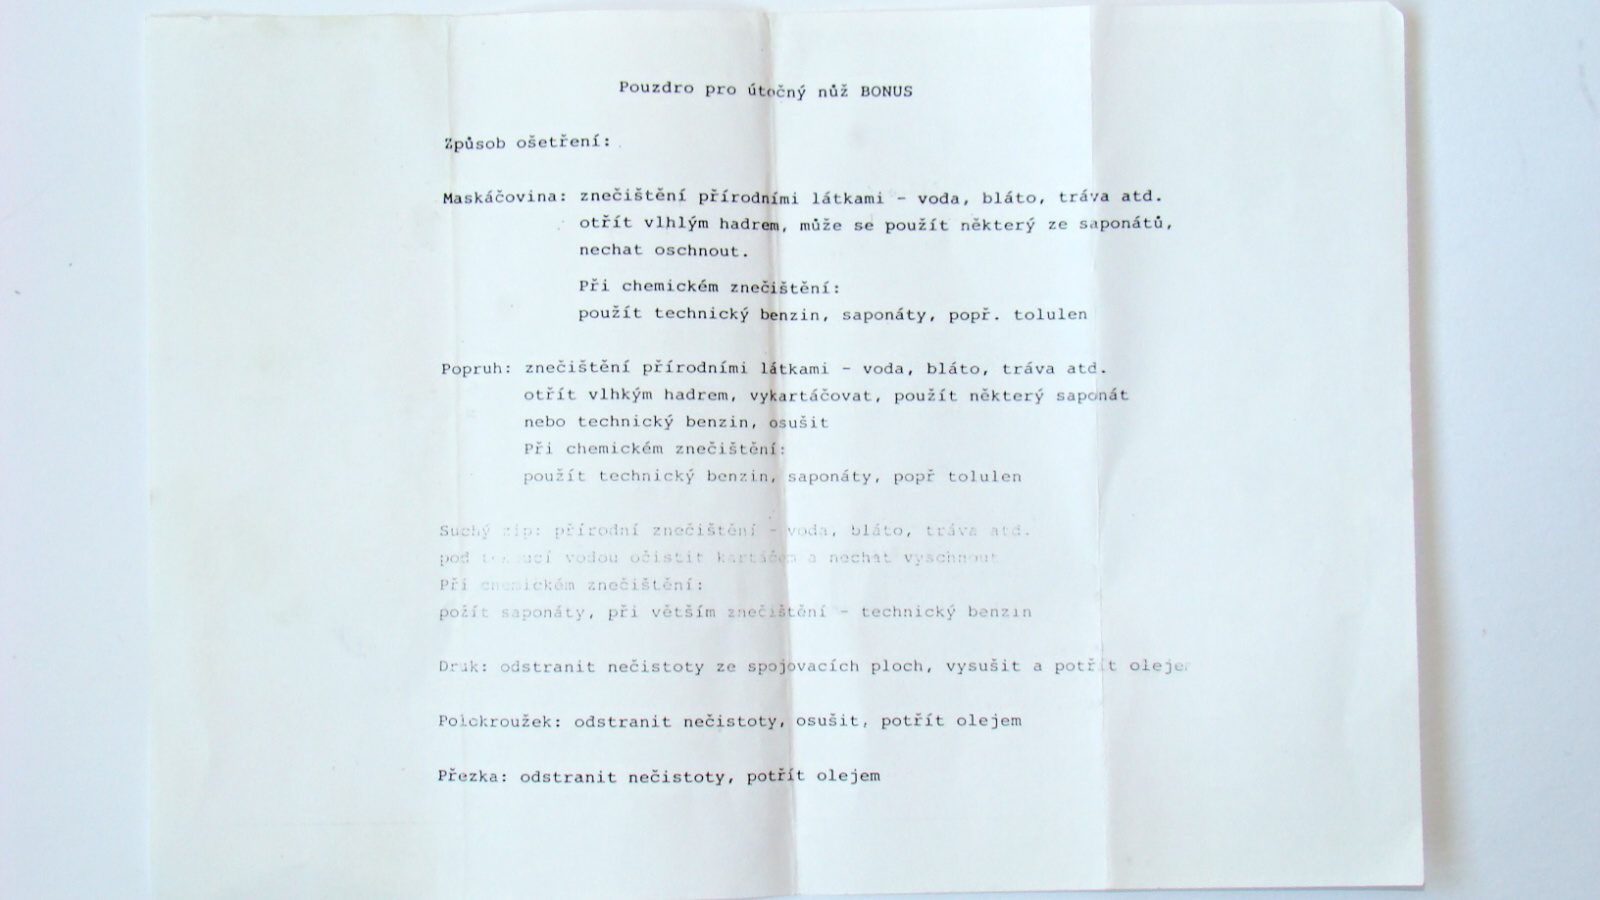 Pouzdro pro útočný nůž BONUS
Způsob ošetření:
Maskáčovina: znečištění přírodními látkami - voda, bláto, tráva atd.
otřít vlhlým hadrem, může se použít některý ze saponátů,
nechat oschnout.
Při chemickém znečištění:
použít technický benzin, saponáty, popř. tolulen
Popruh: znečištění přírodními látkami - voda, bláto, tráva atd.
otřít vlhkým hadrem, vykartáčovat, použít některý saponát
nebo technický benzin, osušit
Při chemickém znečištění:
použít technický benzin, saponáty, popř tolulen
Suchý zip: přírodní znečištění - voda, bláto, tráva atd.
pod tekoucí vodou očistit kartáčem a nechat vyschnout
Při chemickém znečištění:
požít saponáty, při větším znečištění - technický benzin
Druk: odstranit nečistoty ze spojovacích ploch, vysušit a potřít olejem
Polokroužek: odstranit nečistoty, osušit, potřít olejem
Přezka: odstranit nečistoty, potřít olejem